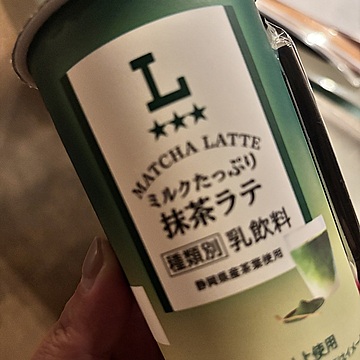 L
★★★
MATCHA LATTE
ミルクたっぷり
抹茶ラテ
種類別 乳飲料
静岡県産茶葉使用